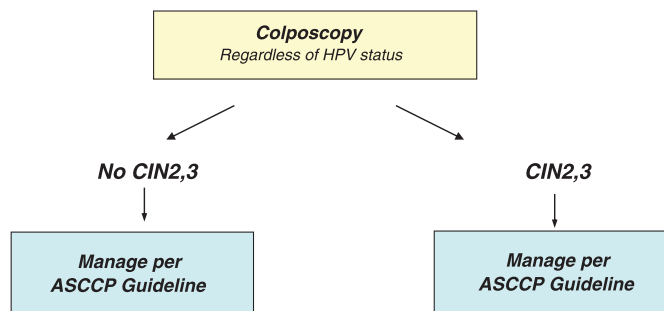 Colposcopy
Regardless of HPV status
No CIN2,3
CIN2,3
Manage per
ASCCP Guideline
Manage per
ASCCP Guideline